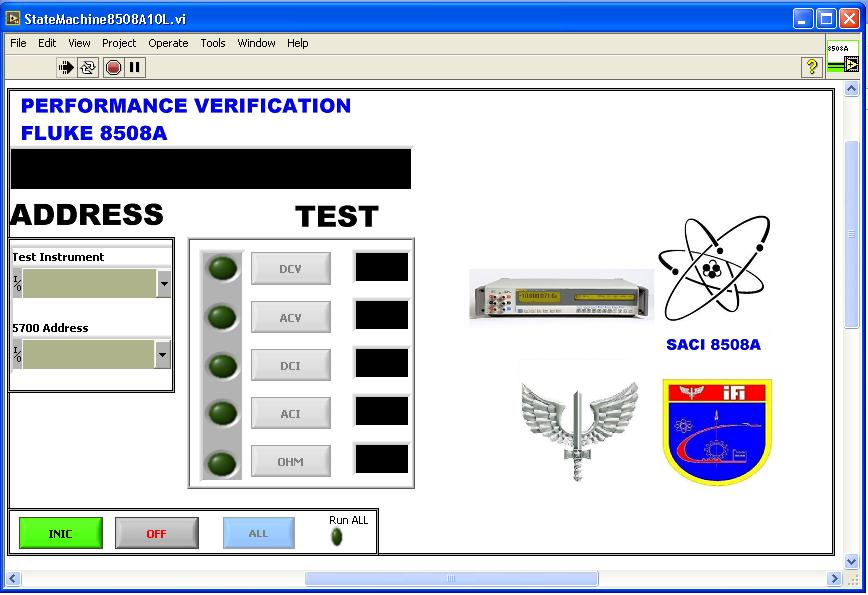 StateMachine8508A10L.vi
File Edit View Project Operate Tools Window Help
8508A
PERFORMANCE VERIFICATION
FLUKE 8508A
ADDRESS
TEST
Test Instrument
I/O
5700 Address
I/O
DCV
ACV
DCI
ACI
OHM
SACI 8508A
iFi
INIC
OFF
ALL
Run ALL